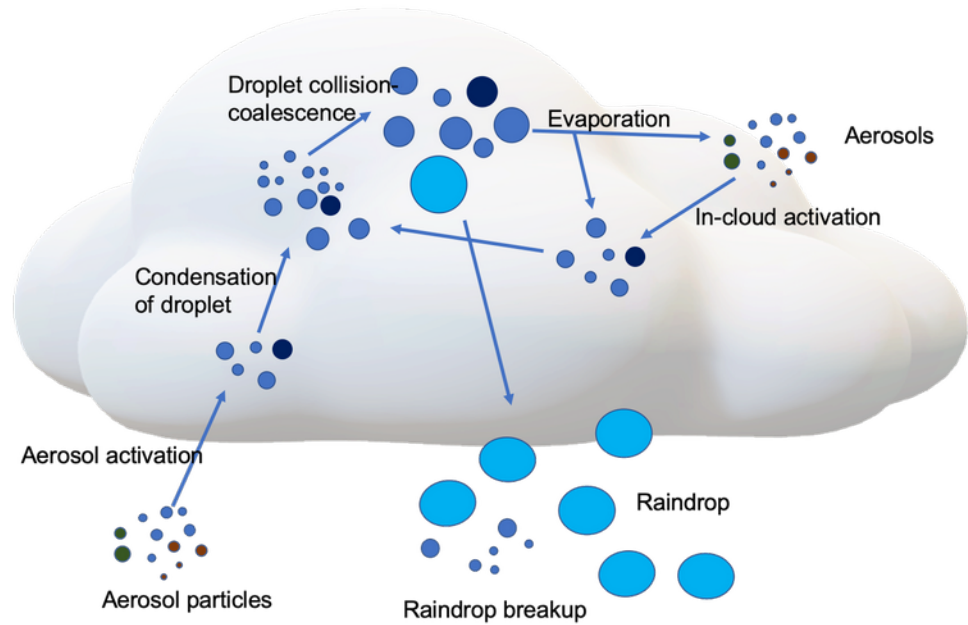 Droplet collision-
coalescence
Evaporation
Aerosols
In-cloud activation
Condensation
of droplet
Aerosol activation
Raindrop
Aerosol particles
Raindrop breakup